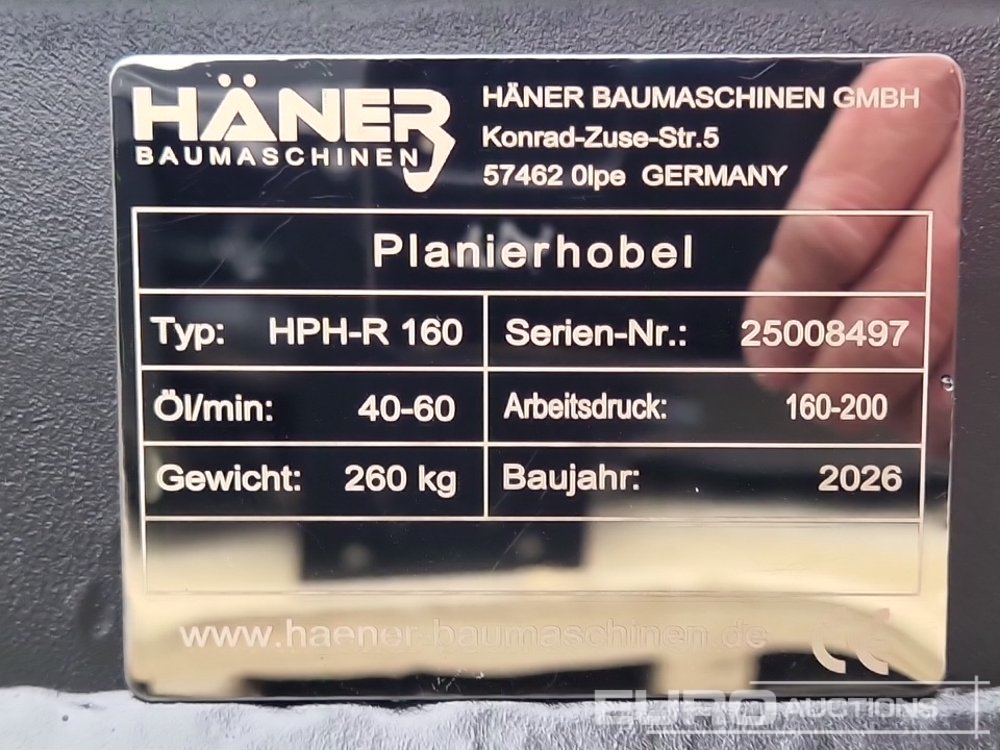 HÄNER
BAUMASCHINEN
HÄNER BAUMASCHINEN GMBH
Konrad-Zuse-Str.5
57462 Olpe GERMANY
Planierhobel
Typ: HPH-R 160
Serien-Nr.: 25008497
Öl/min: 40-60
Arbeitsdruck: 160-200
Gewicht: 260 kg
Baujahr: 2026
www.haener-baumaschinen.de
CE
EURO AUCTIONS